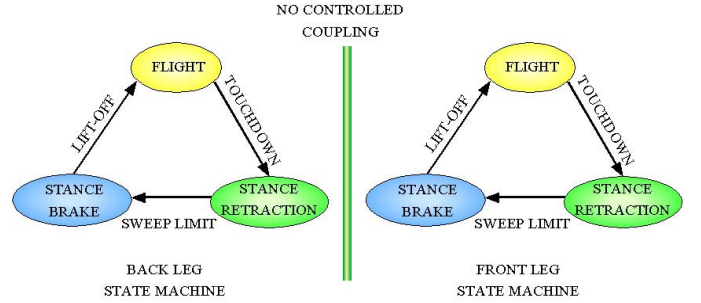 NO CONTROLLED
COUPLING
FLIGHT
LIFT-OFF
TOUCHDOWN
STANCE
BRAKE
STANCE
RETRACTION
SWEEP LIMIT
BACK LEG
STATE MACHINE
FLIGHT
LIFT-OFF
TOUCHDOWN
STANCE
BRAKE
STANCE
RETRACTION
SWEEP LIMIT
FRONT LEG
STATE MACHINE